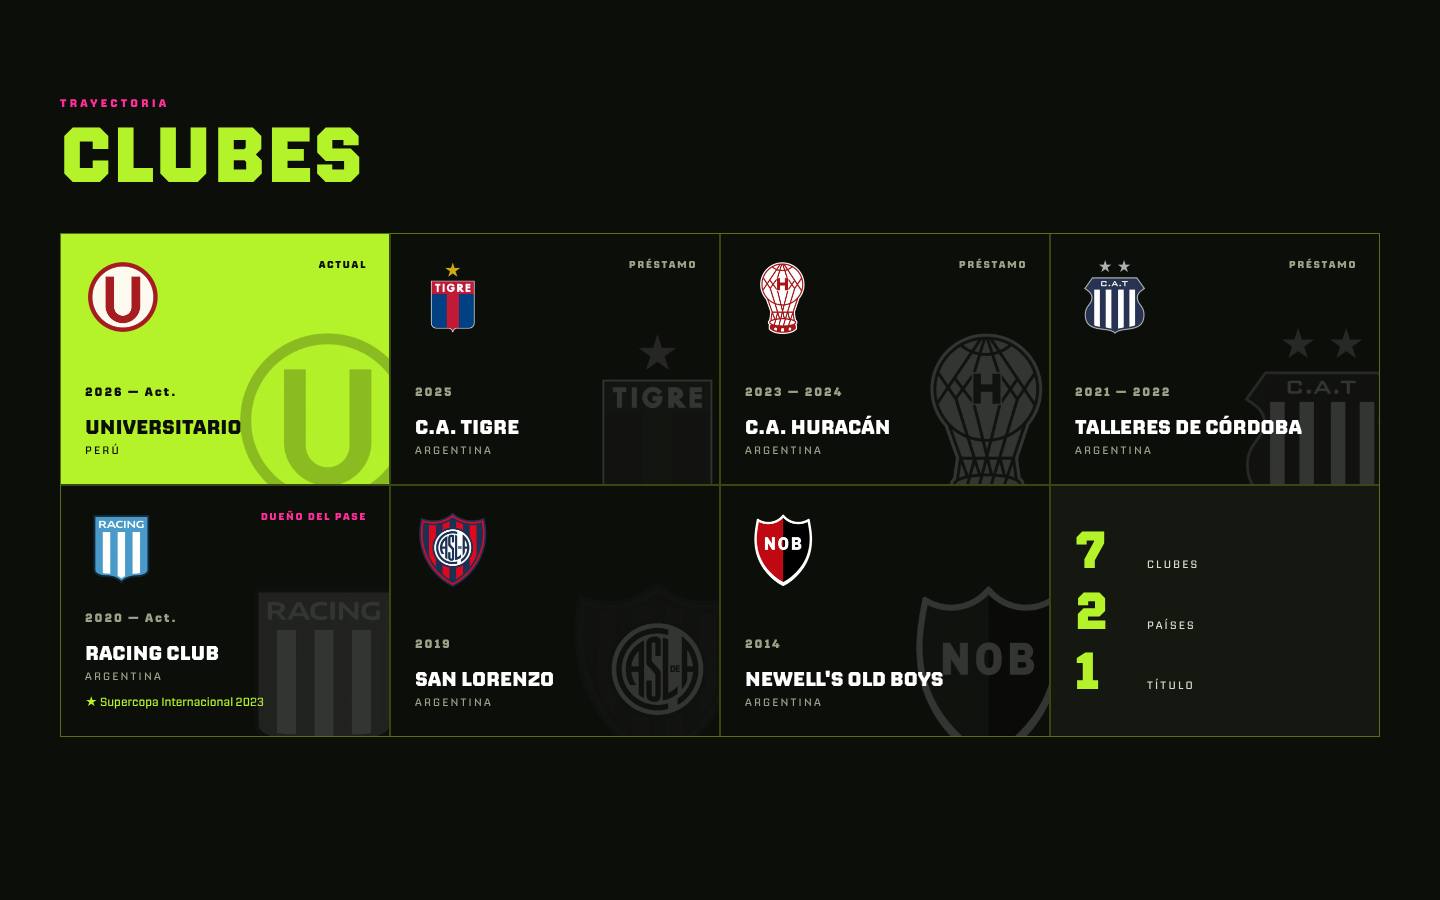 TRAYECTORIA
CLUBES
ACTUAL
U
2026 — Act.
UNIVERSITARIO
PERÚ
PRÉSTAMO
TIGRE
2025
C.A. TIGRE
ARGENTINA
TIGRE
PRÉSTAMO
H
2023 — 2024
C.A. HURACÁN
ARGENTINA
H
PRÉSTAMO
C.A.T
2021 — 2022
TALLERES DE CÓRDOBA
ARGENTINA
C.A.T
DUEÑO DEL PASE
RACING
2020 — Act.
RACING CLUB
ARGENTINA
★ Supercopa Internacional 2023
RACING
CASLA
2019
SAN LORENZO
ARGENTINA
NOB
2014
NEWELL'S OLD BOYS
ARGENTINA
NOB
7 CLUBES
2 PAÍSES
1 TÍTULO